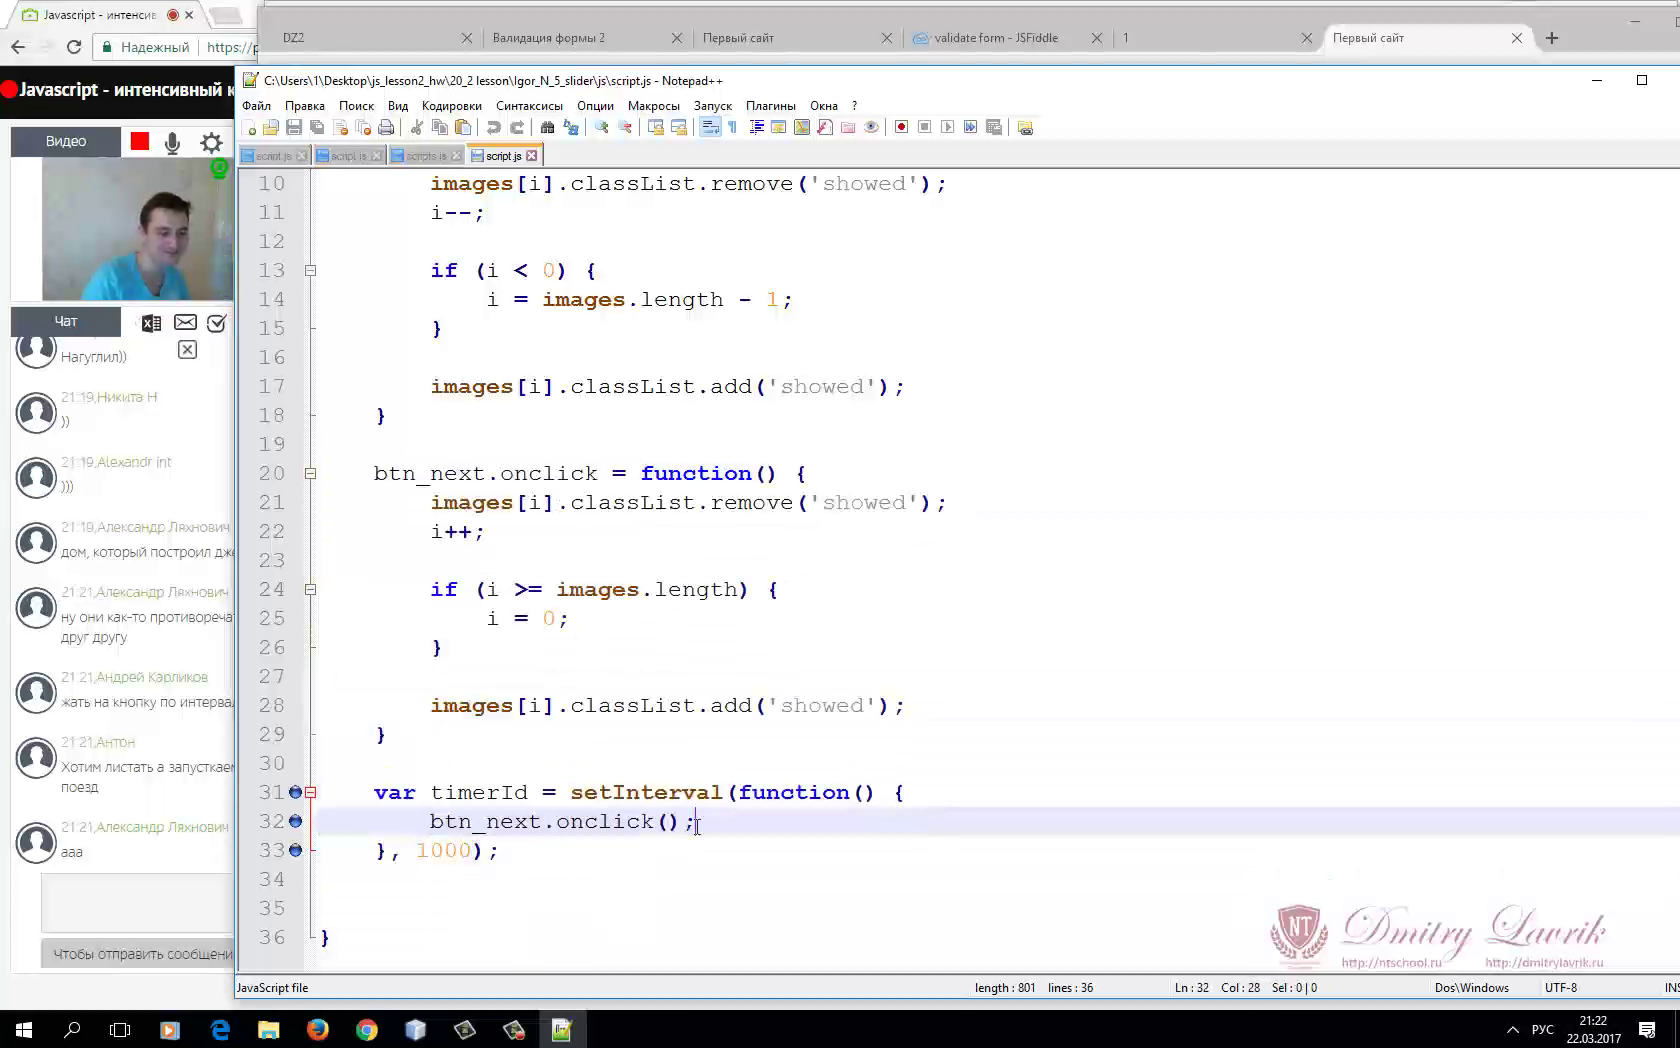 Javascript - интенсив
DZ2
Валидация формы 2
Первый сайт
validate form - JSFiddle
1
Первый сайт
Надежный
https://p
Javascript - интенсивный к
C:\Users\1\Desktop\js_lesson2_hw\20_2 lesson\Igor_N_5_slider\js\script.js - Notepad++
Файл Правка Поиск Вид Кодировки Синтаксисы Опции Макросы Запуск Плагины Окна ?
script.js script.js scripts.js script.js
Видео
Чат
Нагуглил))
21:19,Никита Н
))
21:19,Alexandr int
)))
21:19,Александр Ляхнович
дом, который построил дже
21:21,Александр Ляхнович
ну они как-то противореча
друг другу
21:21,Андрей Карликов
жать на кнопку по интервал
21:21,Антон
Хотим листать а запусткаем
поезд
21:21,Александр Ляхнович
ааа
Чтобы отправить сообщени
10 images[i].classList.remove('showed');
11 i--;
12
13 if (i < 0) {
14 i = images.length - 1;
15 }
16
17 images[i].classList.add('showed');
18 }
19
20 btn_next.onclick = function() {
21 images[i].classList.remove('showed');
22 i++;
23
24 if (i >= images.length) {
25 i = 0;
26 }
27
28 images[i].classList.add('showed');
29 }
30
31 var timerId = setInterval(function() {
32 btn_next.onclick();
33 }, 1000);
34
35
36 }
NT
Dmitry Lavrik
http://ntschool.ru http://dmitrylavrik.ru
JavaScript file length : 801 lines : 36 Ln : 32 Col : 28 Sel : 0 | 0 Dos\Windows UTF-8 INS
РУС
21:22
22.03.2017